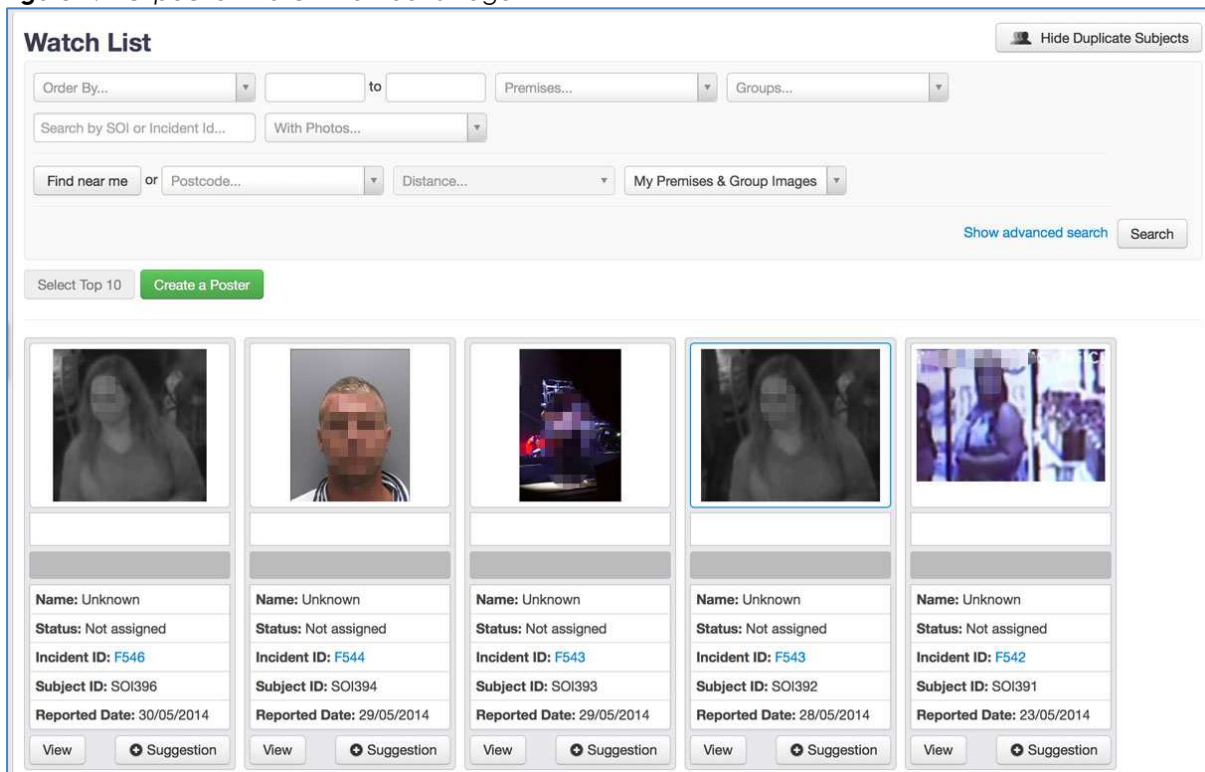 Watch List
Hide Duplicate Subjects
Order By...
to
Premises...
Groups...
Search by SOI or Incident Id...
With Photos...
Find near me
or
Postcode...
Distance...
My Premises & Group Images
Show advanced search
Search
Select Top 10
Create a Poster
Name: Unknown
Status: Not assigned
Incident ID: F546
Subject ID: SOI396
Reported Date: 30/05/2014
View
Suggestion
Name: Unknown
Status: Not assigned
Incident ID: F544
Subject ID: SOI394
Reported Date: 29/05/2014
View
Suggestion
Name: Unknown
Status: Not assigned
Incident ID: F543
Subject ID: SOI393
Reported Date: 29/05/2014
View
Suggestion
Name: Unknown
Status: Not assigned
Incident ID: F543
Subject ID: SOI392
Reported Date: 28/05/2014
View
Suggestion
Name: Unknown
Status: Not assigned
Incident ID: F542
Subject ID: SOI391
Reported Date: 23/05/2014
View
Suggestion